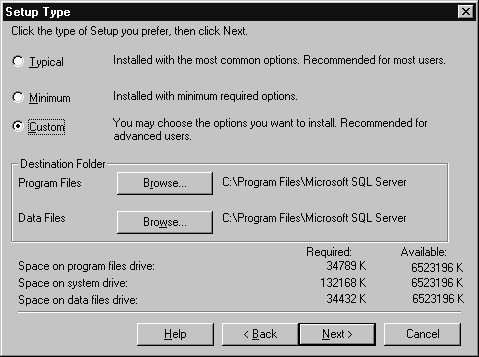 Setup Type
Click the type of Setup you prefer, then click Next.
Typical Installed with the most common options. Recommended for most users.
Minimum Installed with minimum required options.
Custom You may choose the options you want to install. Recommended for
advanced users.
Destination Folder
Program Files Browse... C:\Program Files\Microsoft SQL Server
Data Files Browse... C:\Program Files\Microsoft SQL Server
Required: Available:
Space on program files drive: 34789 K 6523196 K
Space on system drive: 132168 K 6523196 K
Space on data files drive: 34432 K 6523196 K
Help < Back Next > Cancel